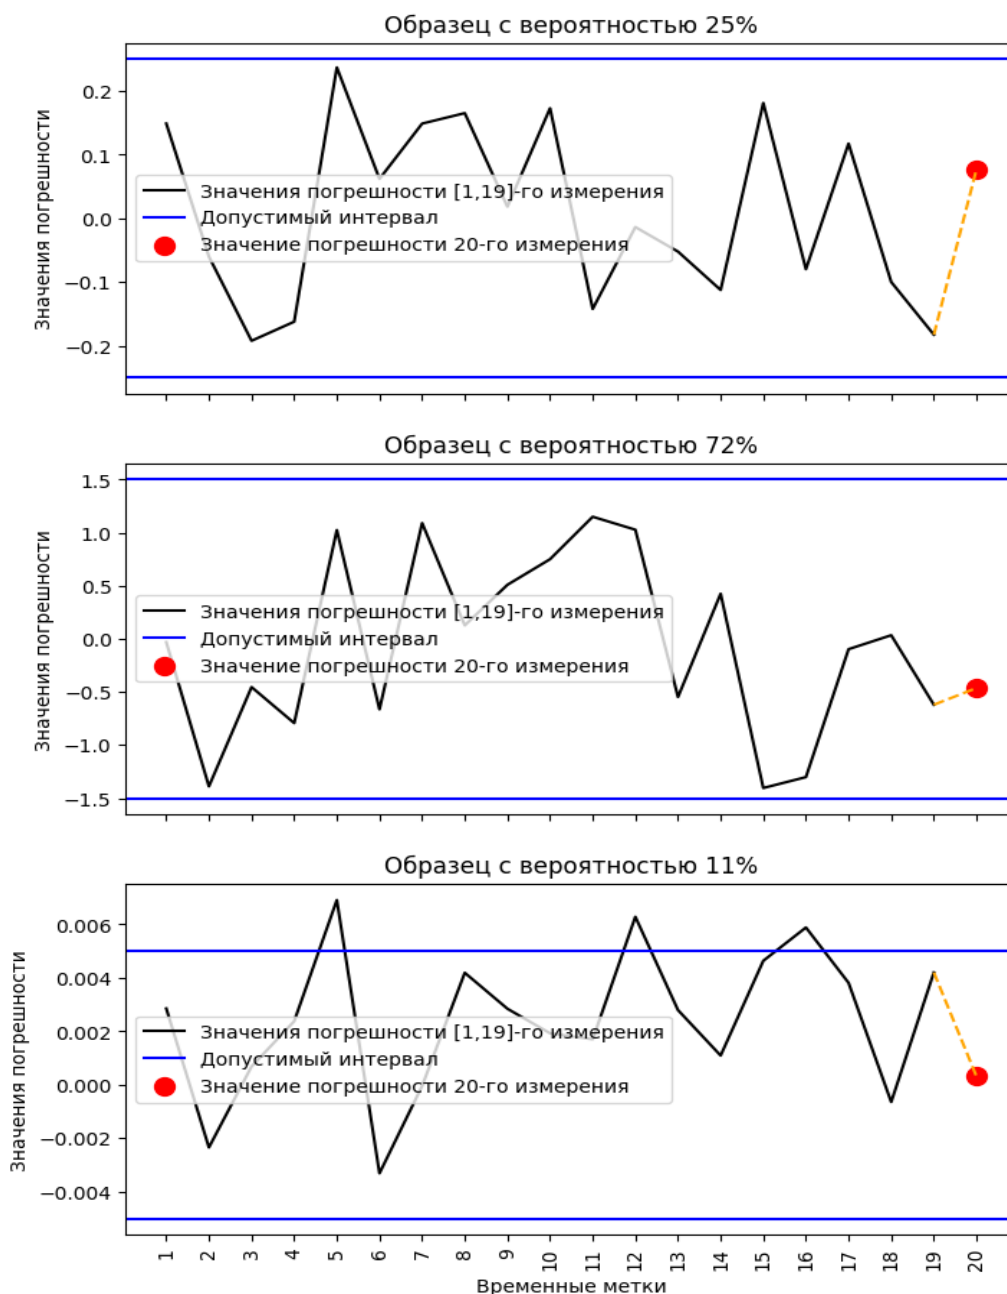 Образец с вероятностью 25%
Значения погрешности
0.2
0.1
0.0
−0.1
−0.2
Значения погрешности [1,19]-го измерения
Допустимый интервал
Значение погрешности 20-го измерения
Образец с вероятностью 72%
Значения погрешности
1.5
1.0
0.5
0.0
−0.5
−1.0
−1.5
Значения погрешности [1,19]-го измерения
Допустимый интервал
Значение погрешности 20-го измерения
Образец с вероятностью 11%
Значения погрешности
0.006
0.004
0.002
0.000
−0.002
−0.004
Значения погрешности [1,19]-го измерения
Допустимый интервал
Значение погрешности 20-го измерения
1 2 3 4 5 6 7 8 9 10 11 12 13 14 15 16 17 18 19 20
Временные метки